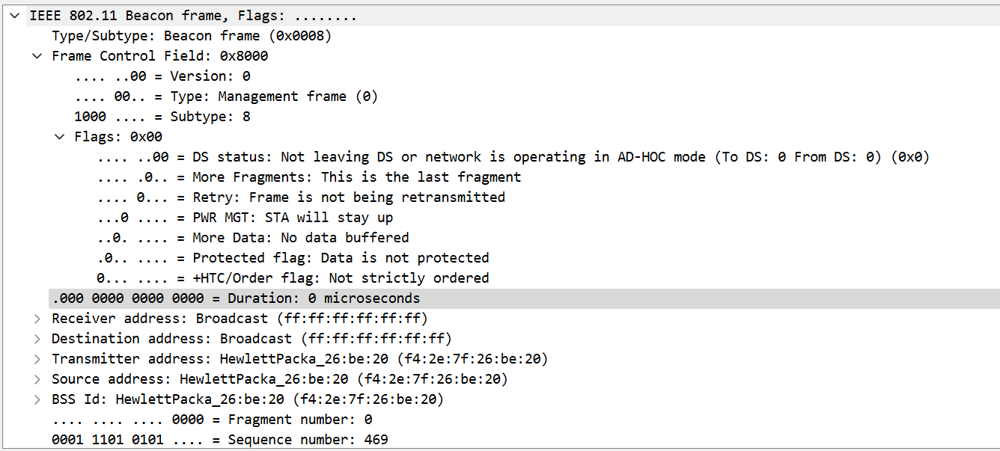 IEEE 802.11 Beacon frame, Flags: ........
Type/Subtype: Beacon frame (0x0008)
Frame Control Field: 0x8000
.... ..00 = Version: 0
.... 00.. = Type: Management frame (0)
1000 .... = Subtype: 8
Flags: 0x00
.... ..00 = DS status: Not leaving DS or network is operating in AD-HOC mode (To DS: 0 From DS: 0) (0x0)
.... .0.. = More Fragments: This is the last fragment
.... 0... = Retry: Frame is not being retransmitted
...0 .... = PWR MGT: STA will stay up
..0. .... = More Data: No data buffered
.0.. .... = Protected flag: Data is not protected
0... .... = +HTC/Order flag: Not strictly ordered
.000 0000 0000 0000 = Duration: 0 microseconds
Receiver address: Broadcast (ff:ff:ff:ff:ff:ff)
Destination address: Broadcast (ff:ff:ff:ff:ff:ff)
Transmitter address: HewlettPacka_26:be:20 (f4:2e:7f:26:be:20)
Source address: HewlettPacka_26:be:20 (f4:2e:7f:26:be:20)
BSS Id: HewlettPacka_26:be:20 (f4:2e:7f:26:be:20)
.... .... .... 0000 = Fragment number: 0
0001 1101 0101 .... = Sequence number: 469